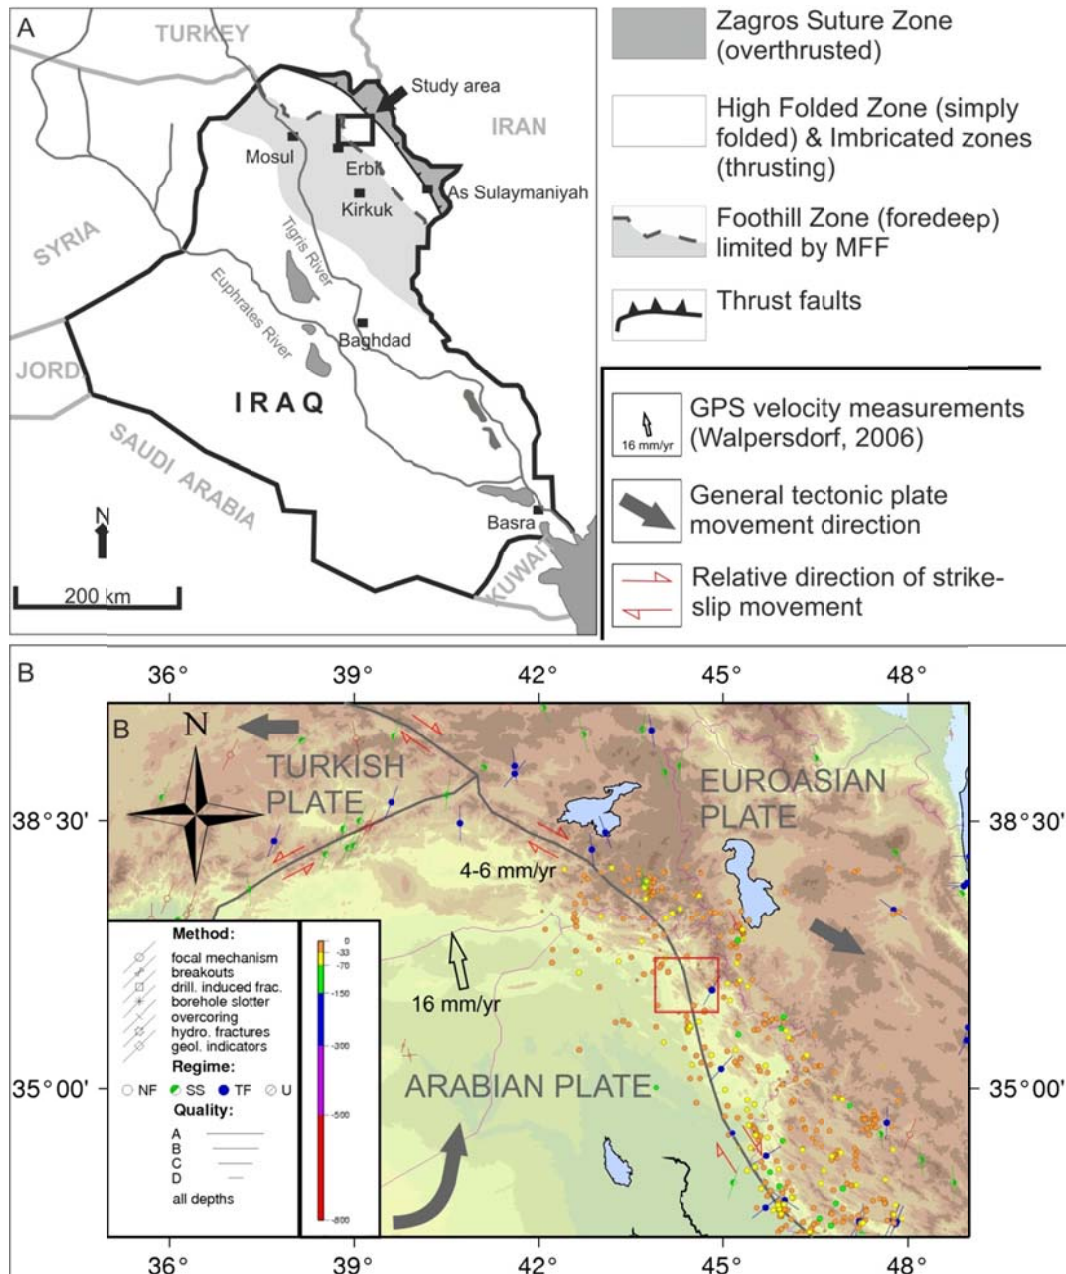 A
TURKEY
Study area
IRAN
Mosul
Erbil
As Sulaymaniyah
Kirkuk
SYRIA
Tigris River
Euphrates River
Baghdad
JORD.
IRAQ
SAUDI ARABIA
N
Basra
KUWAIT
200 km
Zagros Suture Zone
(overthrusted)
High Folded Zone (simply
folded) & Imbricated zones
(thrusting)
Foothill Zone (foredeep)
limited by MFF
Thrust faults
16 mm/yr
GPS velocity measurements
(Walpersdorf, 2006)
General tectonic plate
movement direction
Relative direction of strike-
slip movement
B
36° 39° 42° 45° 48°
B
N
TURKISH
PLATE
EUROASIAN
PLATE
38°30' 38°30'
4-6 mm/yr
16 mm/yr
ARABIAN PLATE
35°00' 35°00'
Method:
focal mechanism
breakouts
drill. induced frac.
borehole slotter
overcoring
hydro. fractures
geol. indicators
Regime:
NF SS TF U
Quality:
A
B
C
D
all depths
0
-33
-70
-150
-300
-500
-800
36° 39° 42° 45° 48°